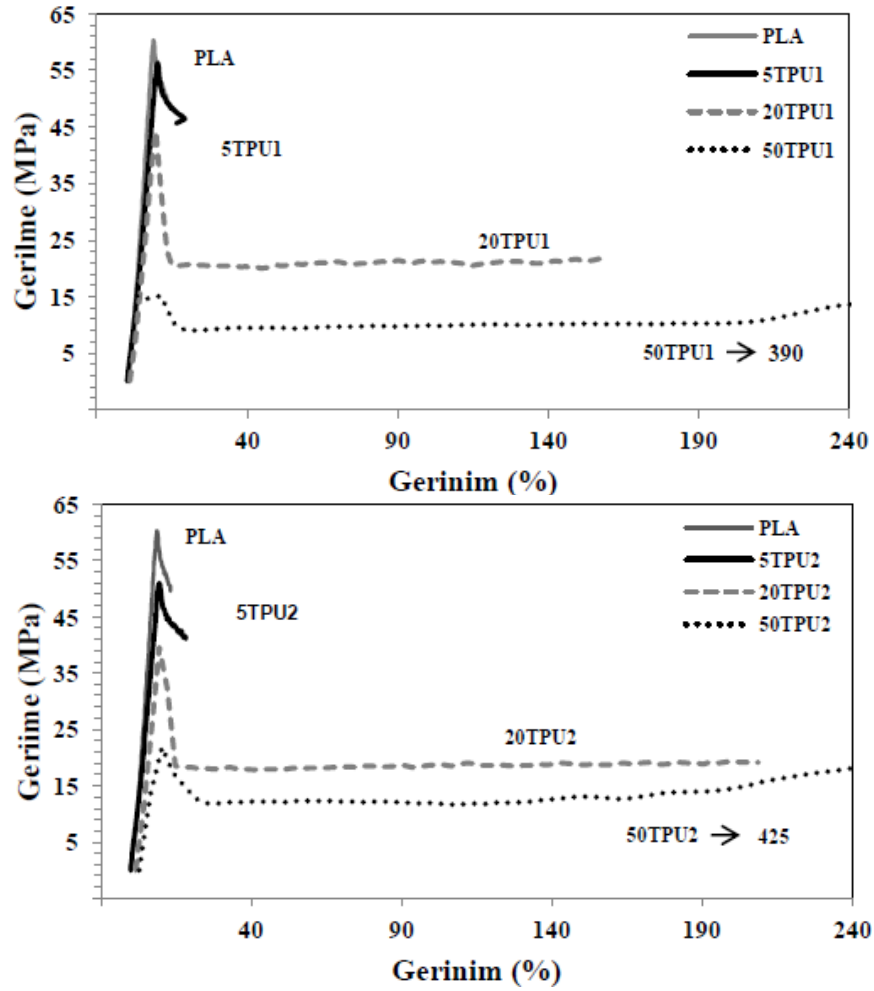 65
55
45
35
25
15
5
Gerilme (MPa)
PLA
5TPU1
20TPU1
50TPU1
PLA
5TPU1
20TPU1
50TPU1 → 390
40
90
140
190
240
Gerinim (%)
65
55
45
35
25
15
5
Geriime (MPa)
PLA
5TPU2
20TPU2
50TPU2
PLA
5TPU2
20TPU2
50TPU2 → 425
40
90
140
190
240
Gerinim (%)